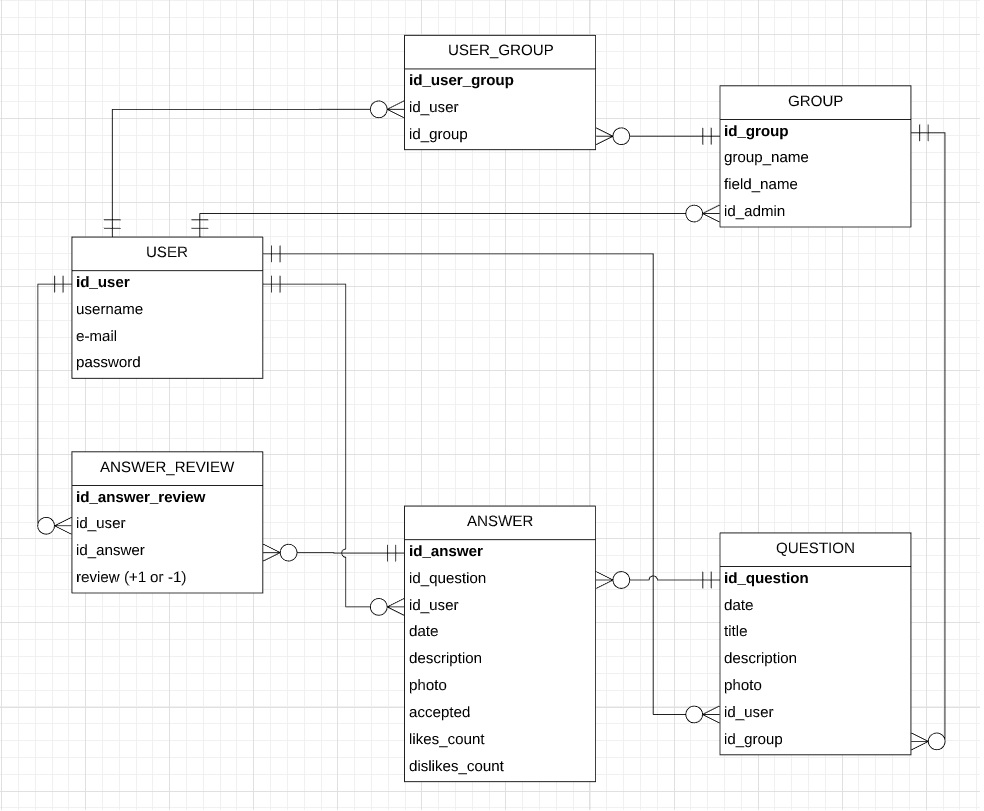 USER_GROUP
id_user_group
id_user
id_group
GROUP
id_group
group_name
field_name
id_admin
USER
id_user
username
e-mail
password
ANSWER_REVIEW
id_answer_review
id_user
id_answer
review (+1 or -1)
ANSWER
id_answer
id_question
id_user
date
description
photo
accepted
likes_count
dislikes_count
QUESTION
id_question
date
title
description
photo
id_user
id_group